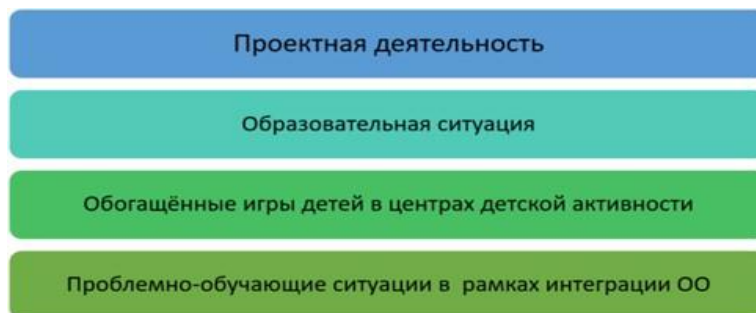 Проектная деятельность
Образовательная ситуация
Обогащённые игры детей в центрах детской активности
Проблемно-обучающие ситуации в рамках интеграции ОО